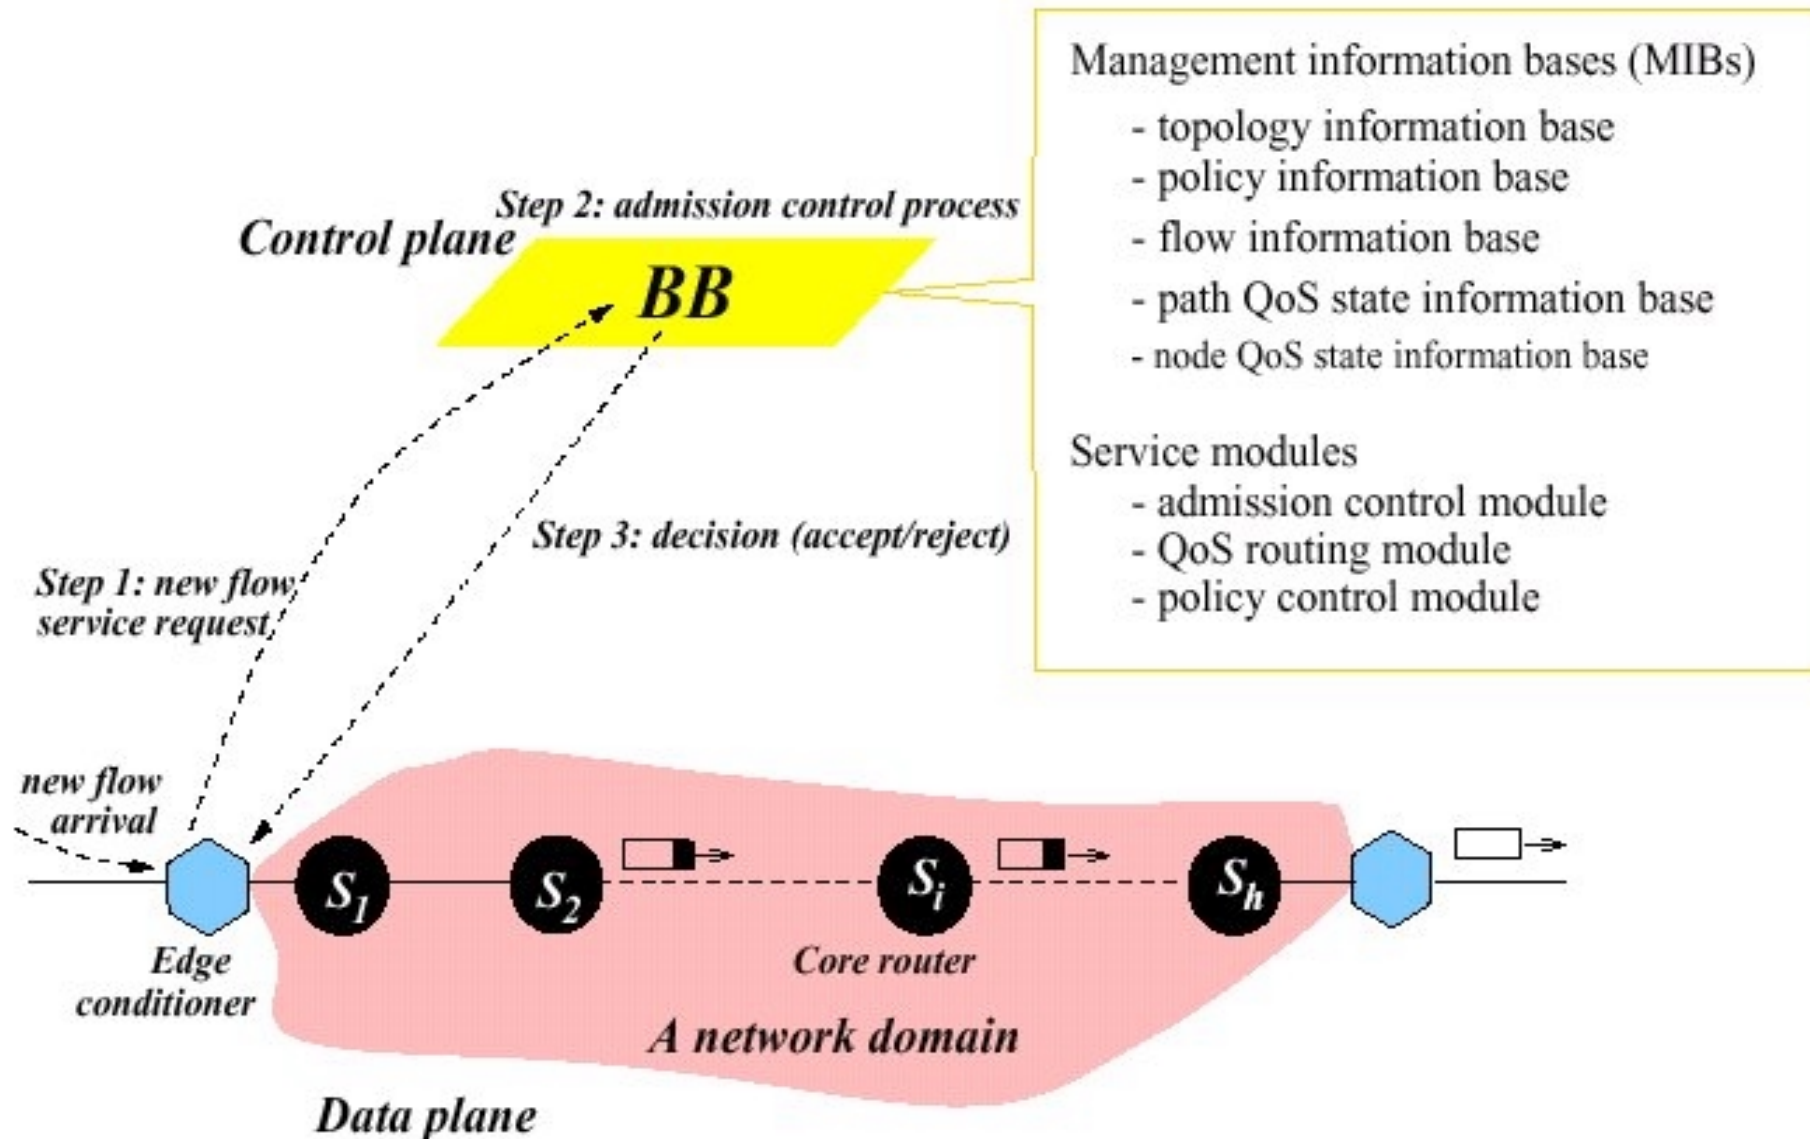 Management information bases (MIBs)
- topology information base
- policy information base
- flow information base
- path QoS state information base
- node QoS state information base
Service modules
- admission control module
- QoS routing module
- policy control module
Step 2: admission control process
Control plane
BB
Step 3: decision (accept/reject)
Step 1: new flow
service request
new flow
arrival
S1
S2
Si
Sh
Edge
conditioner
Core router
A network domain
Data plane